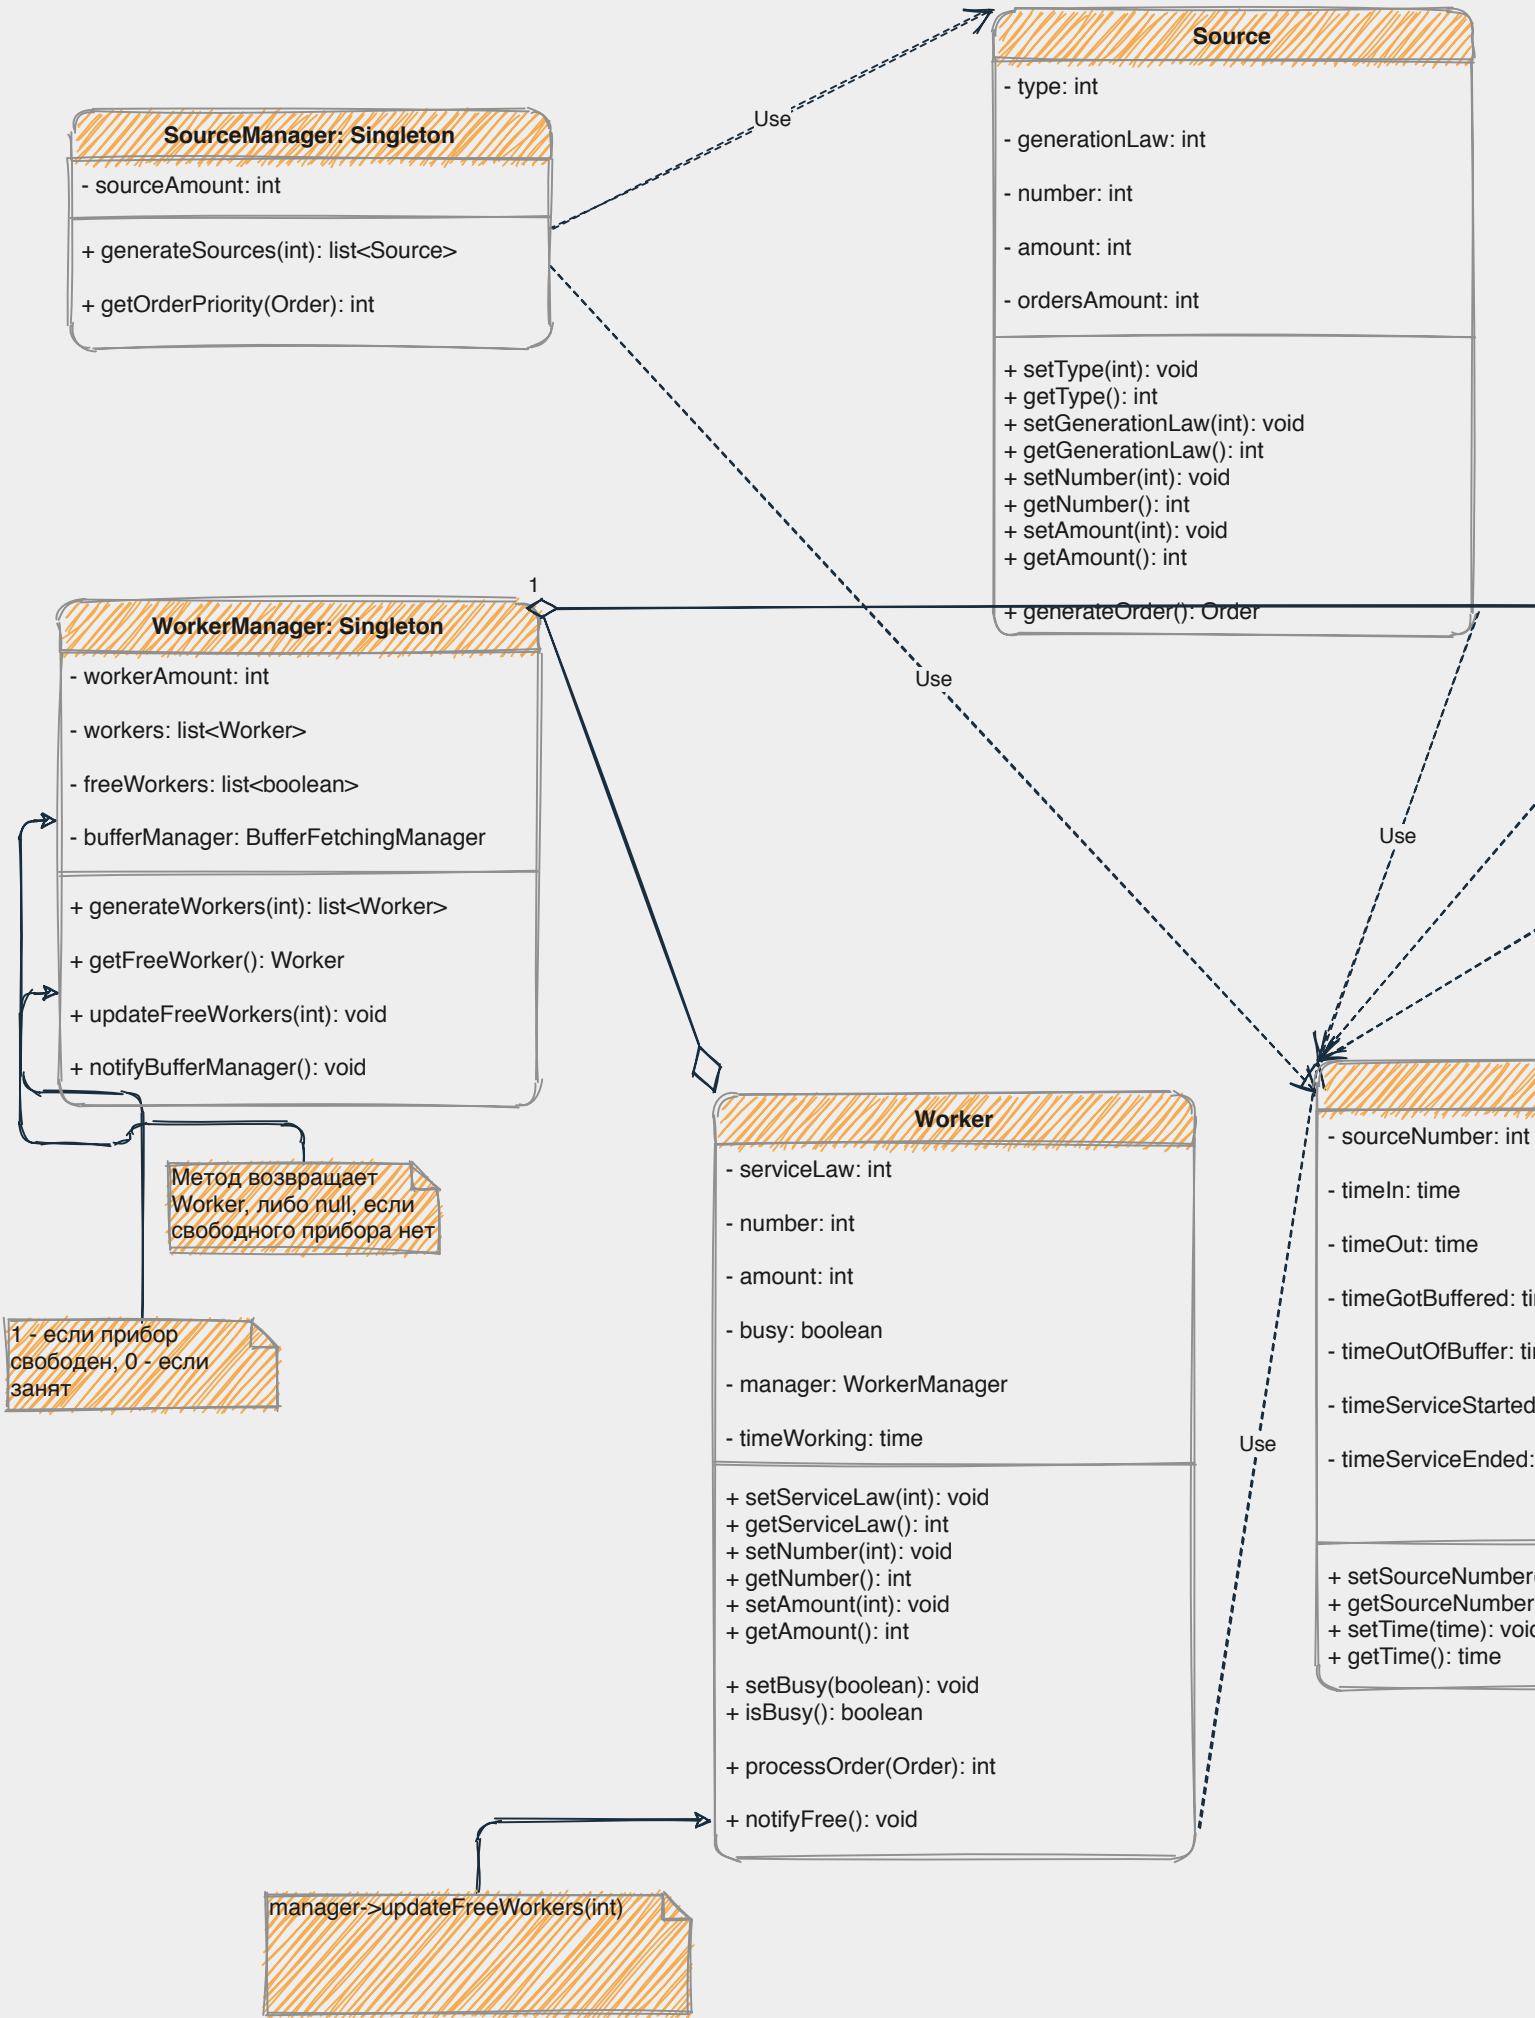 Source
- type: int
- generationLaw: int
- number: int
- amount: int
- ordersAmount: int
+ setType(int): void
+ getType(): int
+ setGenerationLaw(int): void
+ getGenerationLaw(): int
+ setNumber(int): void
+ getNumber(): int
+ setAmount(int): void
+ getAmount(): int
+ generateOrder(): Order
Use
SourceManager: Singleton
- sourceAmount: int
+ generateSources(int): list<Source>
+ getOrderPriority(Order): int
Use
1
WorkerManager: Singleton
- workerAmount: int
- workers: list<Worker>
- freeWorkers: list<boolean>
- bufferManager: BufferFetchingManager
+ generateWorkers(int): list<Worker>
+ getFreeWorker(): Worker
+ updateFreeWorkers(int): void
+ notifyBufferManager(): void
Use
Метод возвращает
Worker, либо null, если
свободного прибора нет
1 - если прибор
свободен, 0 - если
занят
Worker
- serviceLaw: int
- number: int
- amount: int
- busy: boolean
- manager: WorkerManager
- timeWorking: time
+ setServiceLaw(int): void
+ getServiceLaw(): int
+ setNumber(int): void
+ getNumber(): int
+ setAmount(int): void
+ getAmount(): int
+ setBusy(boolean): void
+ isBusy(): boolean
+ processOrder(Order): int
+ notifyFree(): void
Use
manager->updateFreeWorkers(int)
- sourceNumber: int
- timeIn: time
- timeOut: time
- timeGotBuffered: ti
- timeOutOfBuffer: ti
- timeServiceStarted
- timeServiceEnded:
+ setSourceNumber(
+ getSourceNumber
+ setTime(time): void
+ getTime(): time